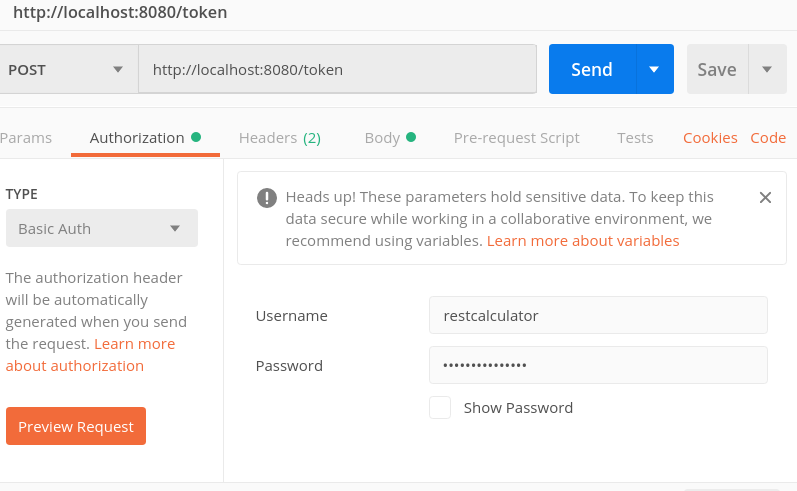 http://localhost:8080/token
POST http://localhost:8080/token Send Save
Params Authorization Headers (2) Body Pre-request Script Tests Cookies Code
TYPE
Basic Auth
The authorization header
will be automatically
generated when you send
the request. Learn more
about authorization
Preview Request
Heads up! These parameters hold sensitive data. To keep this
data secure while working in a collaborative environment, we
recommend using variables. Learn more about variables
Username restcalculator
Password •••••••••••••••
Show Password